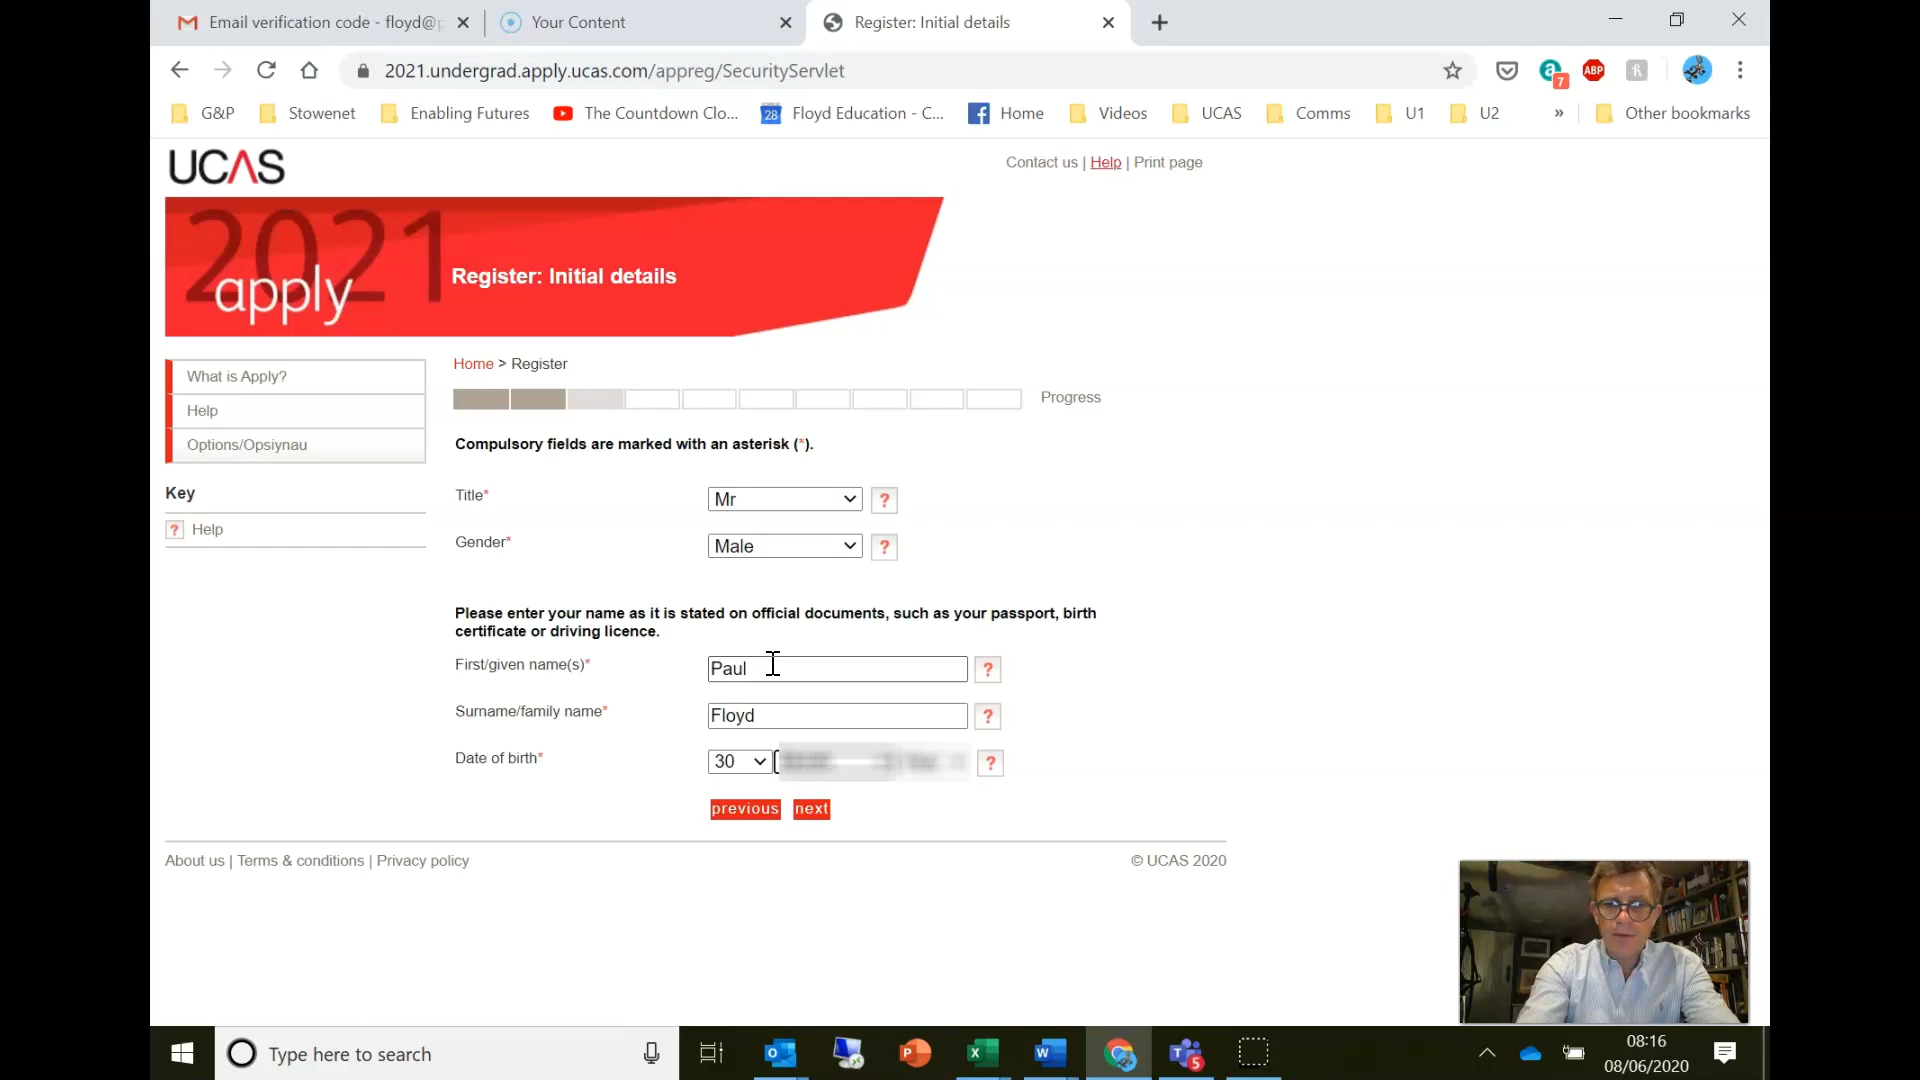 Email verification code - floyd@p
Your Content
Register: Initial details
2021.undergrad.apply.ucas.com/appreg/SecurityServlet
7
ABP
G&P
Stowenet
Enabling Futures
The Countdown Clo...
28
Floyd Education - C...
Home
Videos
UCAS
Comms
U1
U2
»
Other bookmarks
UCAS
Contact us | Help | Print page
2021
apply
Register: Initial details
What is Apply?
Help
Options/Opsiynau
Key
? Help
Home > Register
Progress
Compulsory fields are marked with an asterisk (*).
Title* Mr ?
Gender* Male ?
Please enter your name as it is stated on official documents, such as your passport, birth
certificate or driving licence.
First/given name(s)* Paul ?
Surname/family name* Floyd ?
Date of birth* 30 ?
previous next
About us | Terms & conditions | Privacy policy
© UCAS 2020
Type here to search
5
08:16
08/06/2020